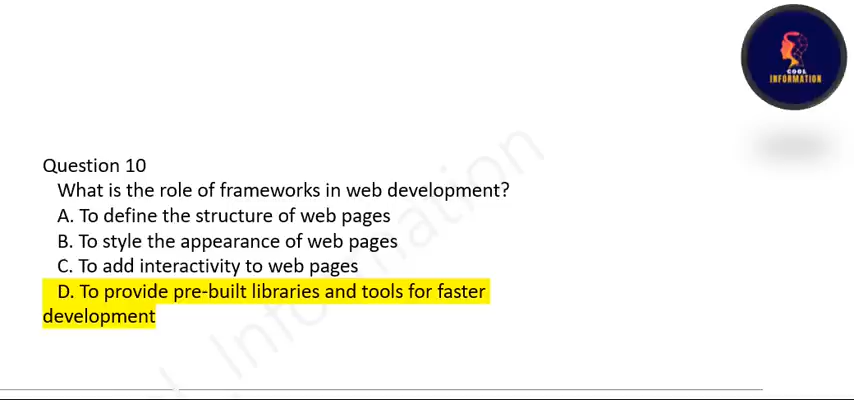 COOL
INFORMATION
Question 10
What is the role of frameworks in web development?
A. To define the structure of web pages
B. To style the appearance of web pages
C. To add interactivity to web pages
D. To provide pre-built libraries and tools for faster
development
Information